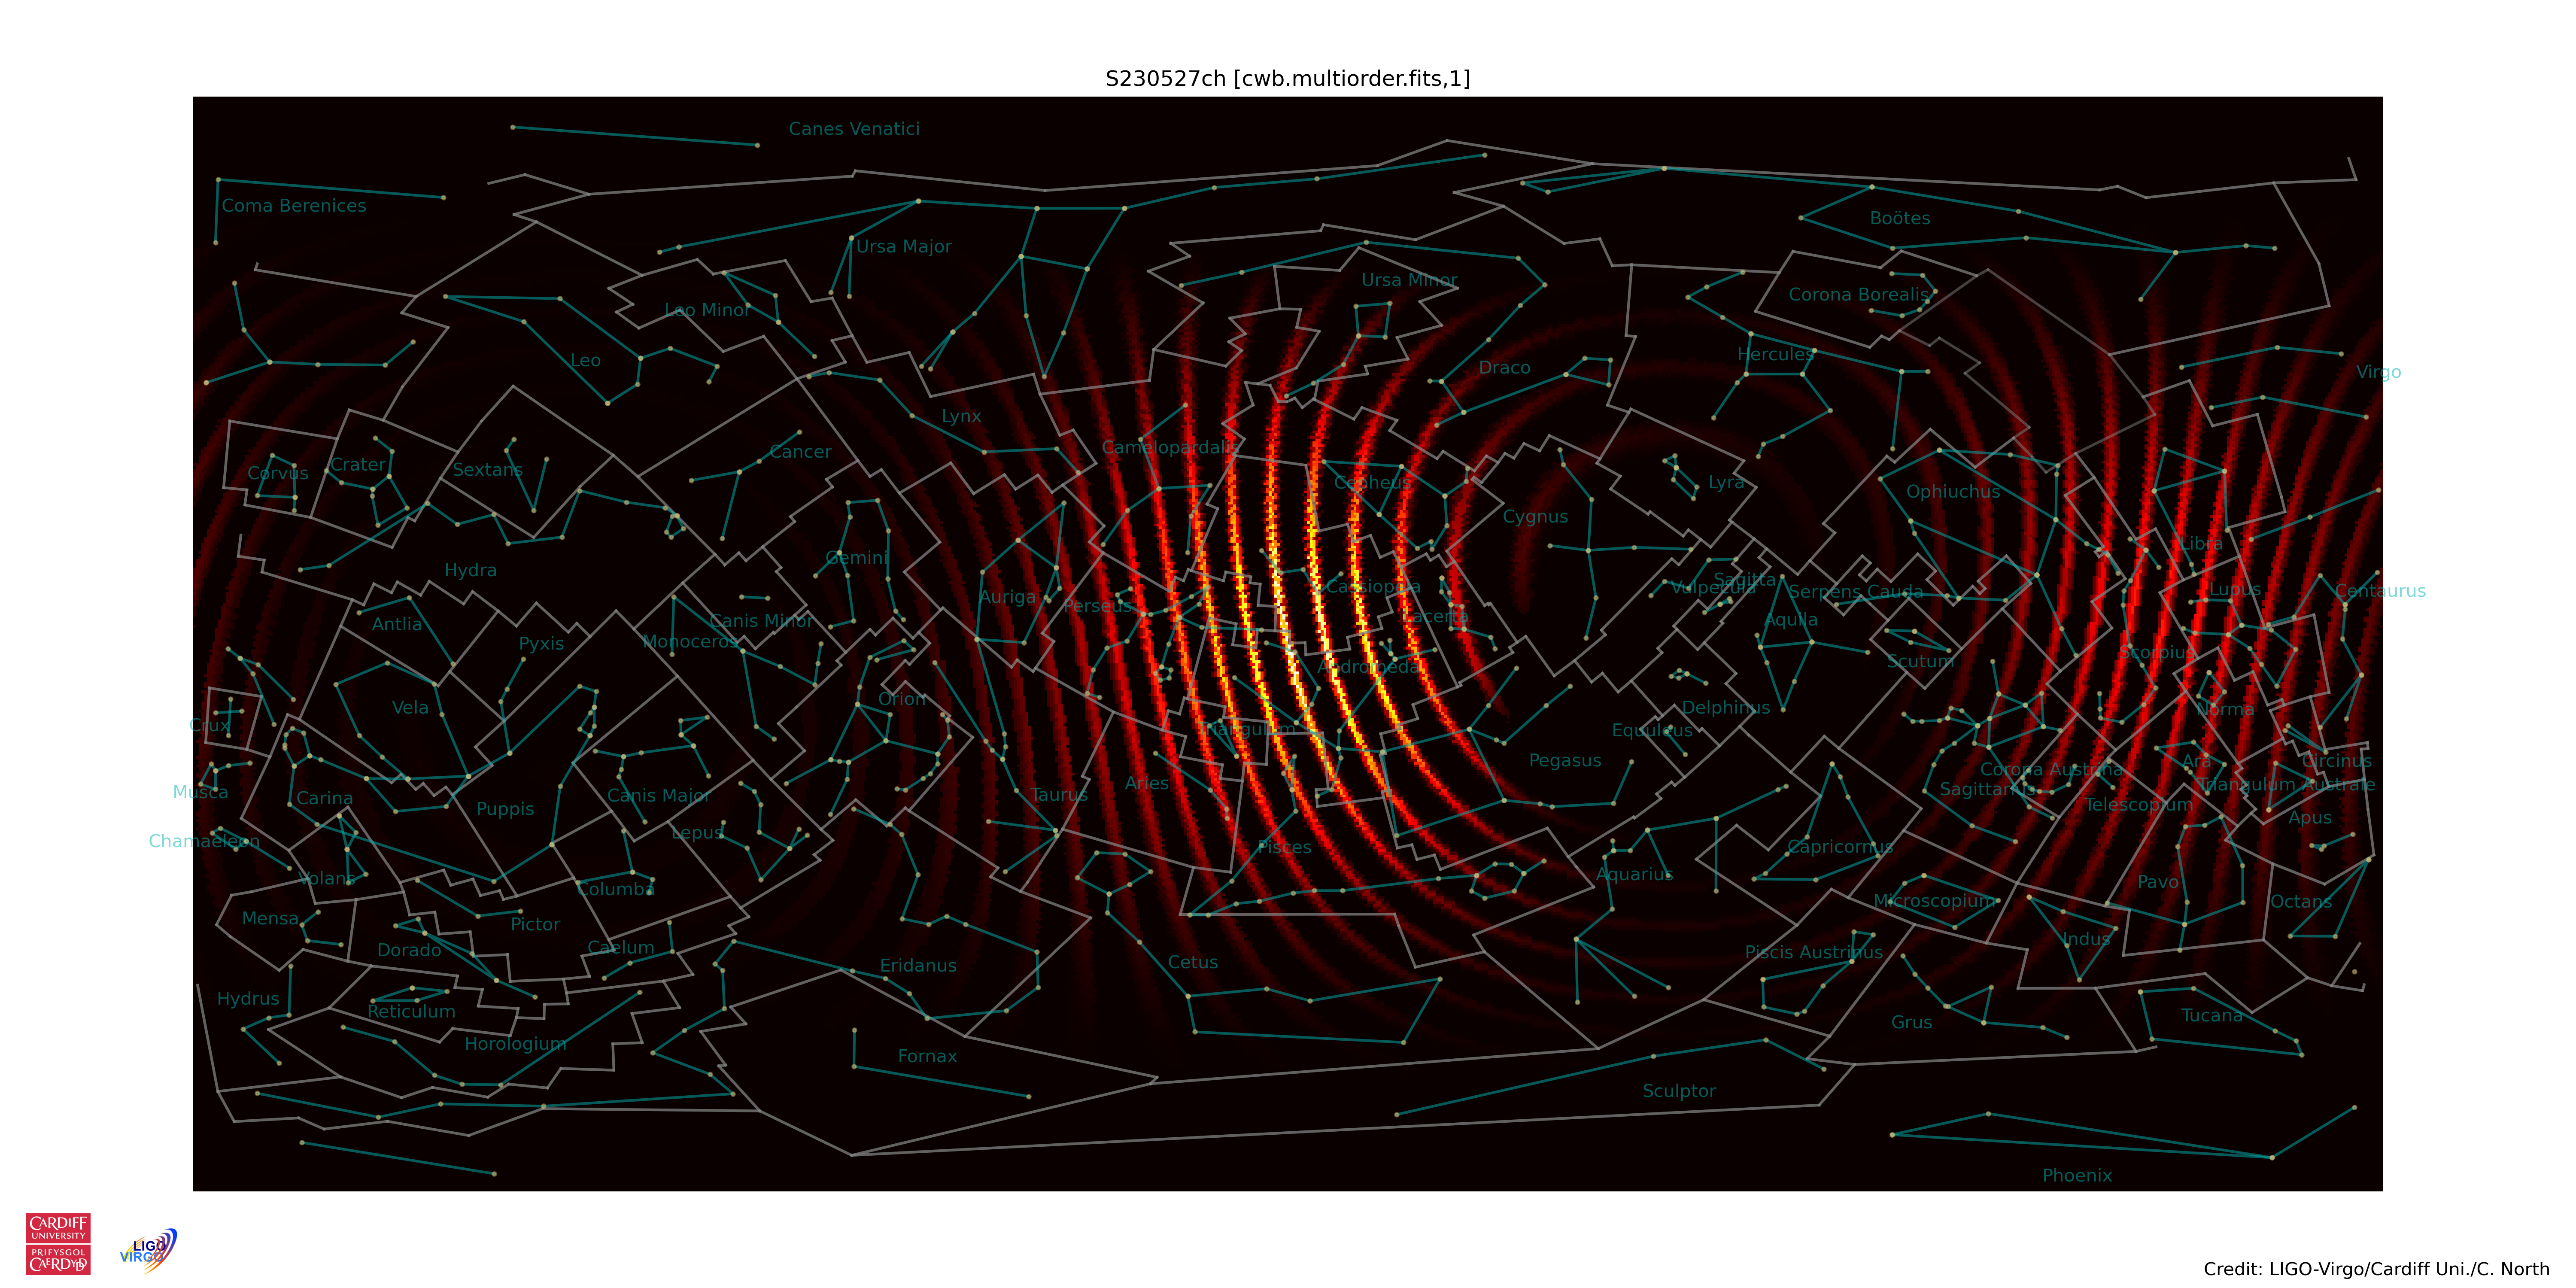 S230527ch [cwb.multiorder.fits,1]
Canes Venatici
Coma Berenices
Boötes
Ursa Major
Ursa Minor
Corona Borealis
Leo Minor
Hercules
Leo
Draco
Virgo
Lynx
Camelopardalis
Cancer
Corvus
Crater
Sextans
Cepheus
Lyra
Ophiuchus
Cygnus
Libra
Gemini
Hydra
Cassiopeia
Vulpecula
Sagitta
Serpens Cauda
Lupus
Centaurus
Auriga
Perseus
Lacerta
Aquila
Canis Minor
Antlia
Monoceros
Pyxis
Scorpius
Scutum
Andromeda
Orion
Vela
Delphinus
Norma
Crux
Triangulum
Equuleus
Pegasus
Ara
Circinus
Corona Austrina
Aries
Taurus
Sagittarius
Triangulum Australe
Musca
Carina
Puppis
Canis Major
Telescopium
Apus
Lepus
Chamaeleon
Pisces
Capricornus
Aquarius
Volans
Columba
Pavo
Microscopium
Octans
Mensa
Pictor
Dorado
Caelum
Indus
Piscis Austrinus
Eridanus
Cetus
Hydrus
Reticulum
Grus
Tucana
Horologium
Fornax
Sculptor
Phoenix
CARDIFF
UNIVERSITY
PRIFYSGOL
CAERDYDD
LIGO
VIRGO
Credit: LIGO-Virgo/Cardiff Uni./C. North